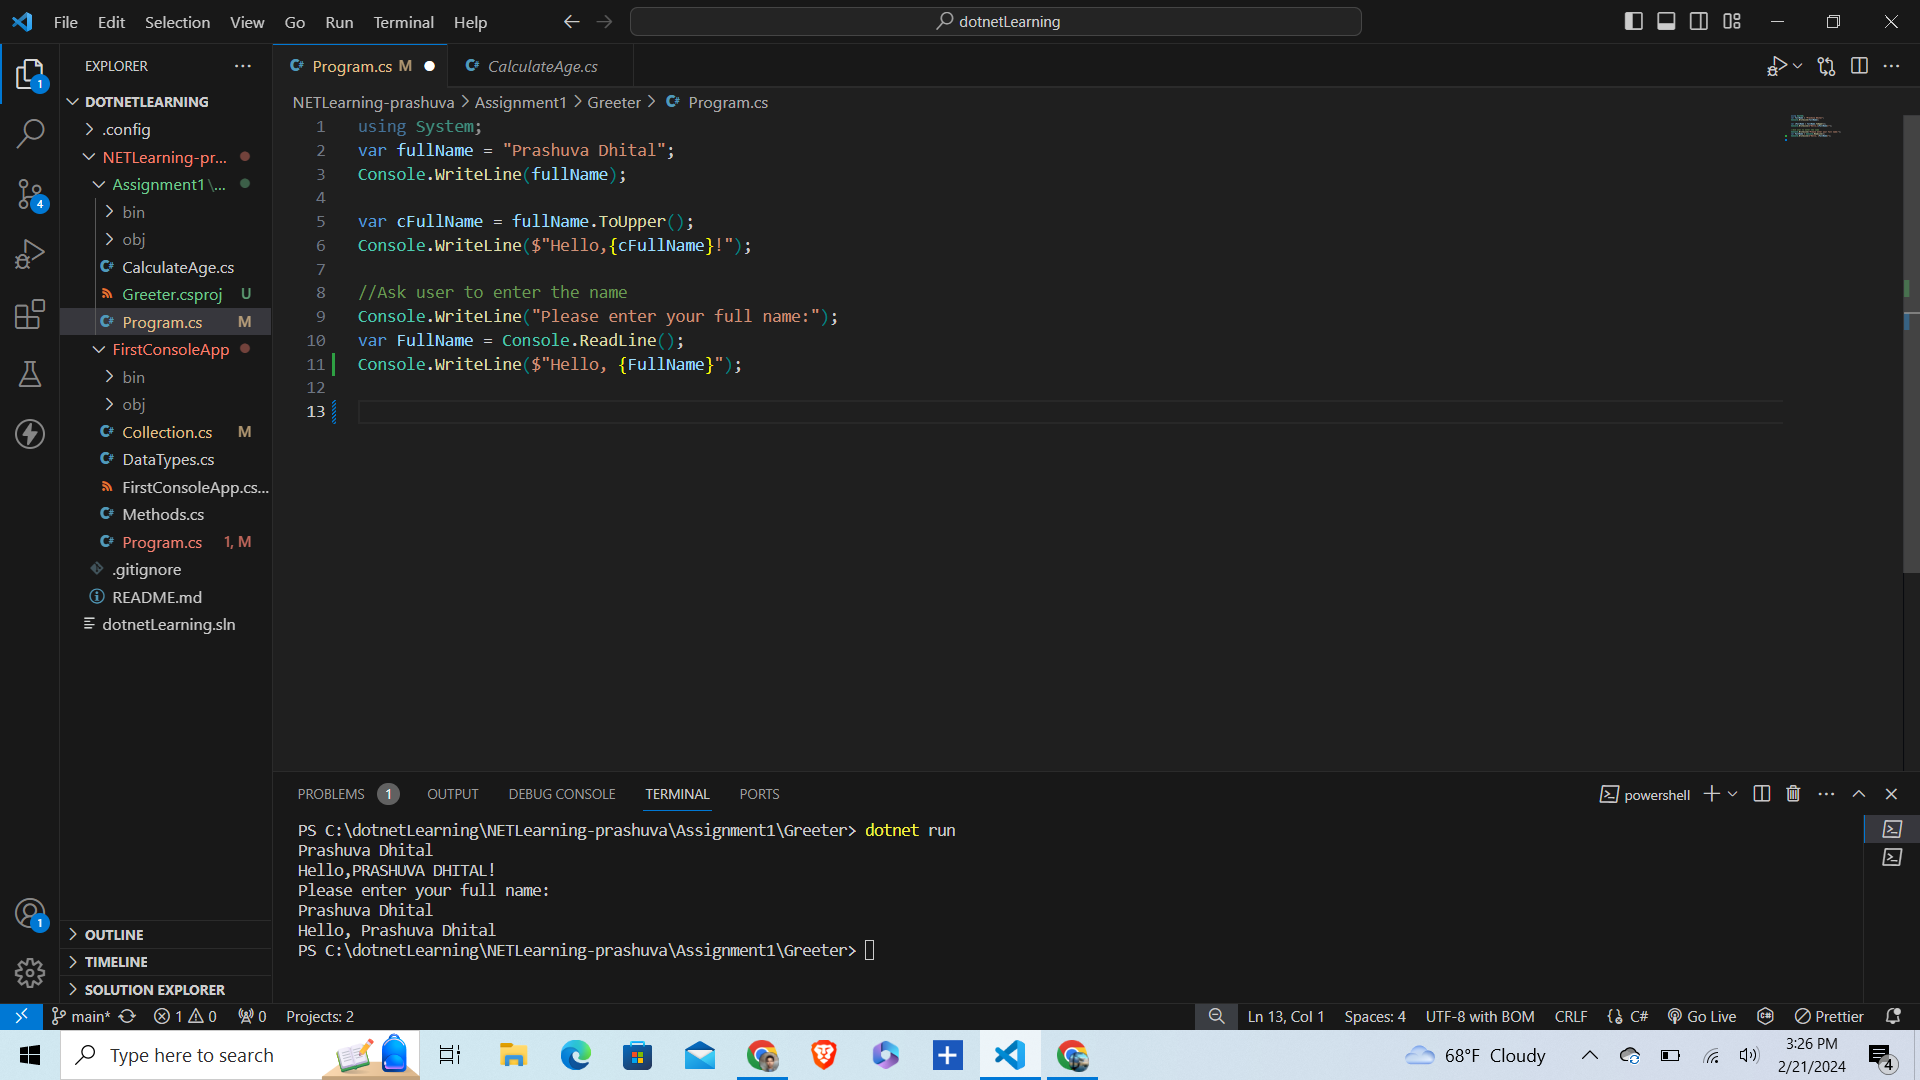 File Edit Selection View Go Run Terminal Help
dotnetLearning
EXPLORER
DOTNETLEARNING
.config
NETLearning-pr...
Assignment1\...
bin
obj
CalculateAge.cs
Greeter.csproj U
Program.cs M
FirstConsoleApp
bin
obj
Collection.cs M
DataTypes.cs
FirstConsoleApp.cs...
Methods.cs
Program.cs 1, M
.gitignore
README.md
dotnetLearning.sln
OUTLINE
TIMELINE
SOLUTION EXPLORER
1
4
1
Program.cs M
CalculateAge.cs
NETLearning-prashuva > Assignment1 > Greeter > Program.cs
1 using System;
2 var fullName = "Prashuva Dhital";
3 Console.WriteLine(fullName);
4
5 var cFullName = fullName.ToUpper();
6 Console.WriteLine($"Hello,{cFullName}!");
7
8 //Ask user to enter the name
9 Console.WriteLine("Please enter your full name:");
10 var FullName = Console.ReadLine();
11 Console.WriteLine($"Hello, {FullName}");
12
13
PROBLEMS 1 OUTPUT DEBUG CONSOLE TERMINAL PORTS
powershell
PS C:\dotnetLearning\NETLearning-prashuva\Assignment1\Greeter> dotnet run
Prashuva Dhital
Hello,PRASHUVA DHITAL!
Please enter your full name:
Prashuva Dhital
Hello, Prashuva Dhital
PS C:\dotnetLearning\NETLearning-prashuva\Assignment1\Greeter>
main* 1 0 0 Projects: 2
Ln 13, Col 1 Spaces: 4 UTF-8 with BOM CRLF C# Go Live Prettier
Type here to search
68°F Cloudy
3:26 PM
2/21/2024
4